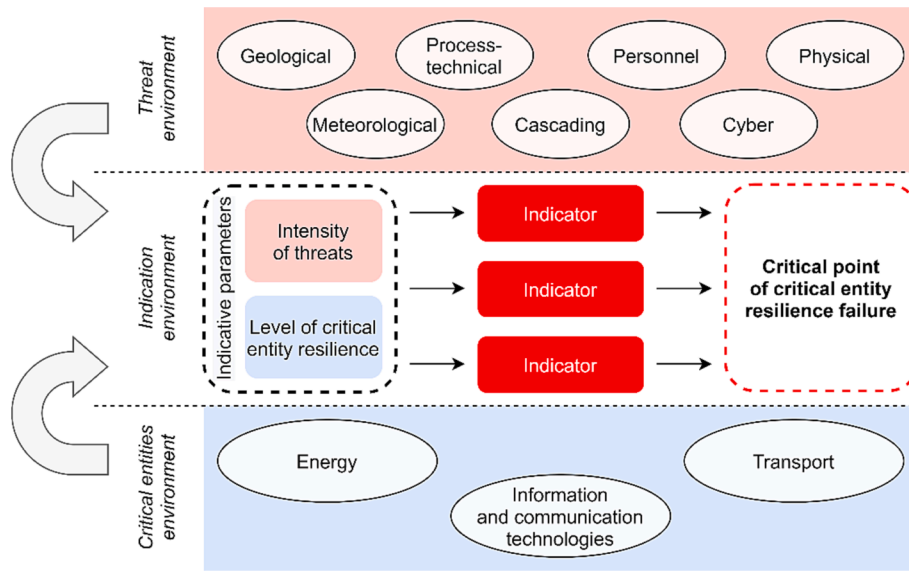 Threat
environment
Geological
Process-
technical
Personnel
Physical
Meteorological
Cascading
Cyber
Indication
environment
Indicative parameters
Intensity
of threats
Level of critical
entity resilience
Indicator
Indicator
Indicator
Critical point
of critical entity
resilience failure
Critical entities
environment
Energy
Information
and communication
technologies
Transport